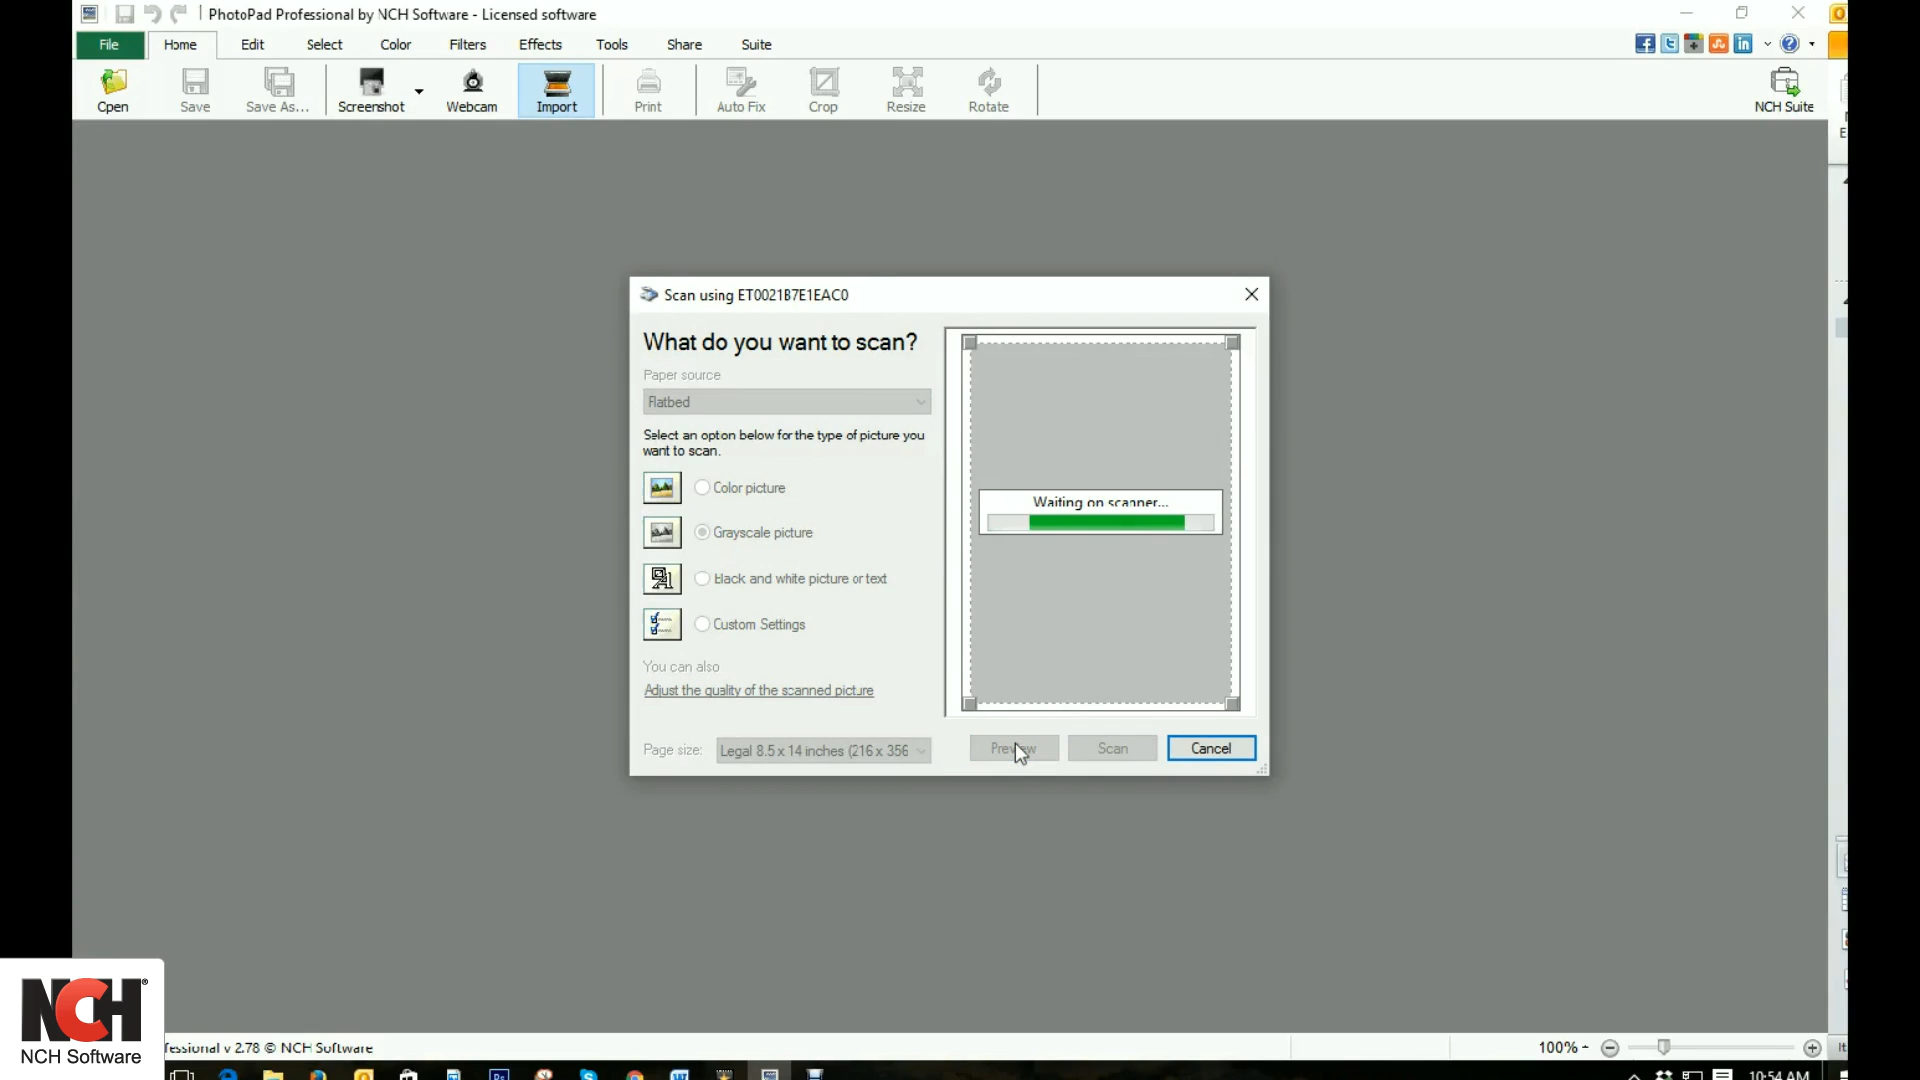 PhotoPad Professional by NCH Software - Licensed software
File Home Edit Select Color Filters Effects Tools Share Suite
Open Save Save As... Screenshot Webcam Import Print Auto Fix Crop Resize Rotate NCH Suite
Scan using ET0021B7E1EAC0
What do you want to scan?
Paper source
Flatbed
Select an option below for the type of picture you
want to scan.
Color picture
Grayscale picture
Black and white picture or text
Custom Settings
You can also
Adjust the quality of the scanned picture
Page size: Legal 8.5 x 14 inches (216 x 356
Waiting on scanner...
Preview Scan Cancel
NCH®
NCH Software
fessional v 2.78 © NCH Software
100%
10:54 AM